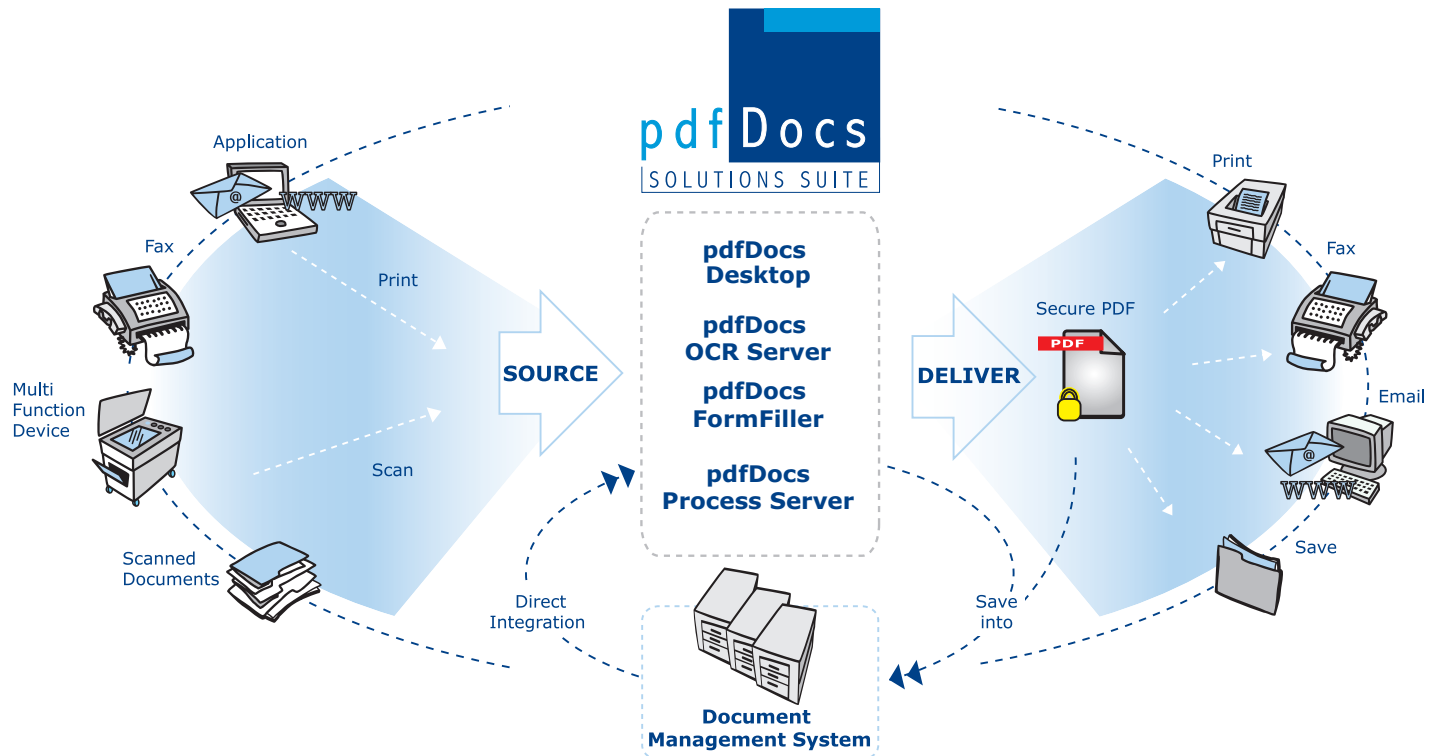 pdfDocs
SOLUTIONS SUITE
Application
@
WWW
Fax
Print
Multi
Function
Device
Scan
Scanned
Documents
SOURCE
pdfDocs
Desktop
pdfDocs
OCR Server
pdfDocs
FormFiller
pdfDocs
Process Server
Direct
Integration
Document
Management System
Save
into
DELIVER
Secure PDF
PDF
Print
Fax
Email
@
WWW
Save